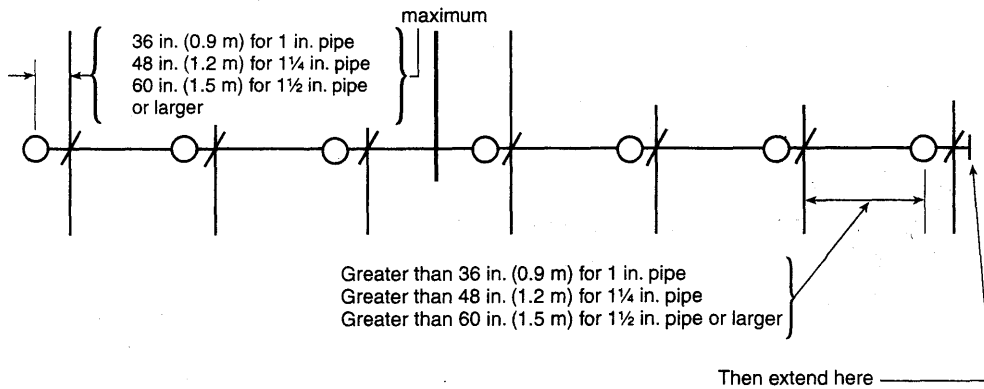 maximum
36 in. (0.9 m) for 1 in. pipe
48 in. (1.2 m) for 1¼ in. pipe
60 in. (1.5 m) for 1½ in. pipe
or larger
Greater than 36 in. (0.9 m) for 1 in. pipe
Greater than 48 in. (1.2 m) for 1¼ in. pipe
Greater than 60 in. (1.5 m) for 1½ in. pipe or larger
Then extend here